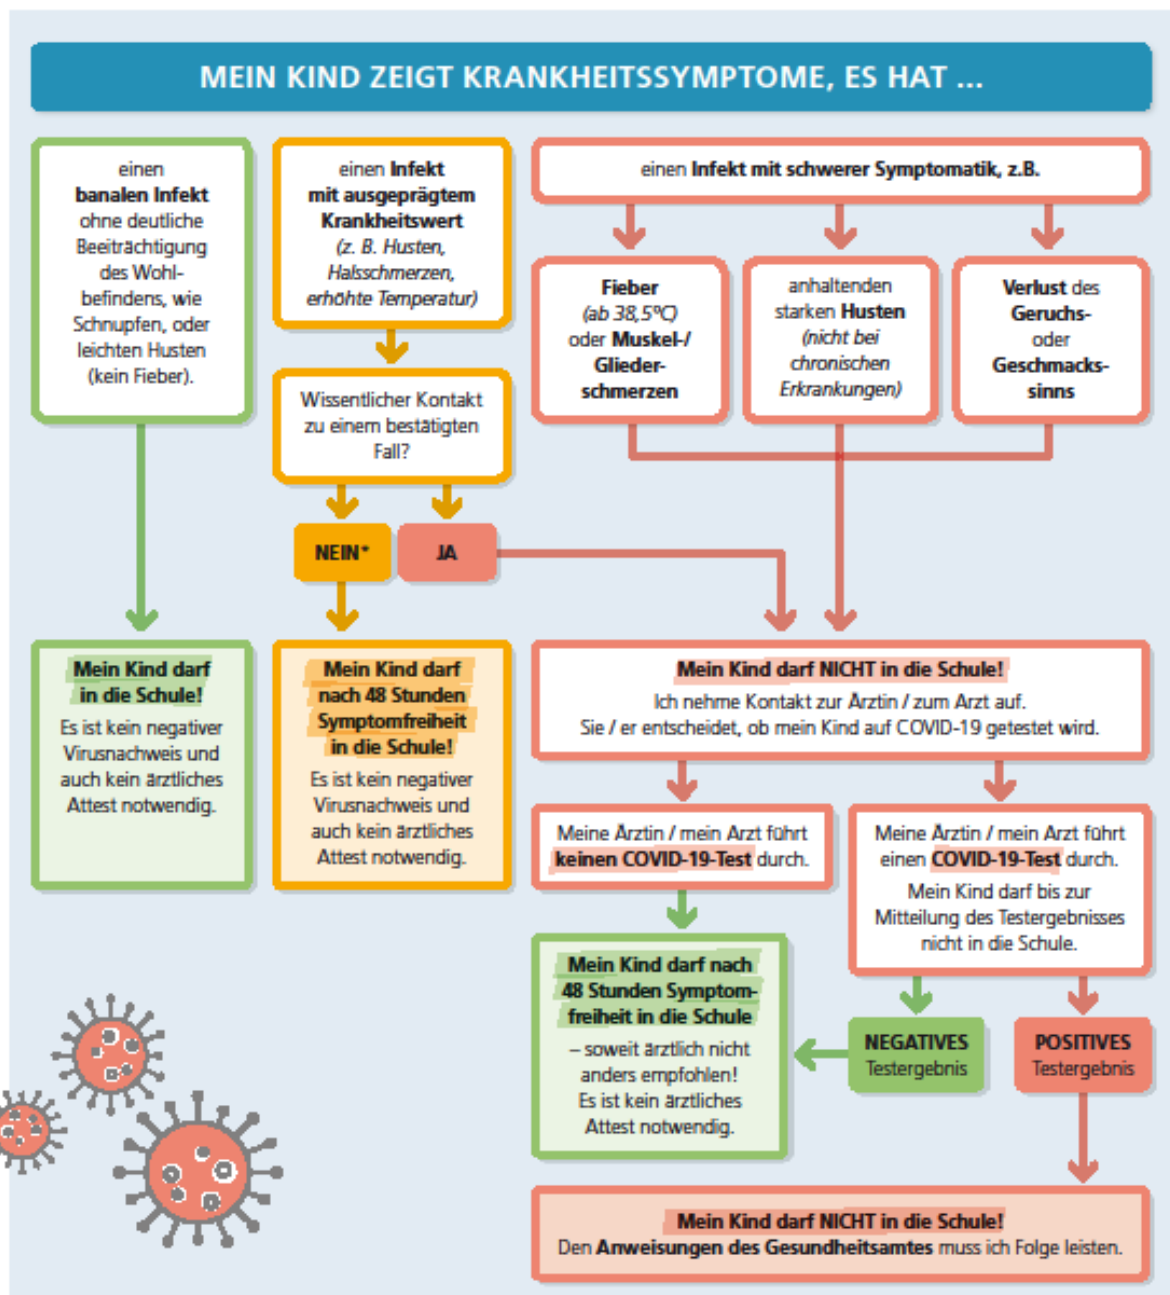 MEIN KIND ZEIGT KRANKHEITSSYMPTOME, ES HAT ...
einen
banalen Infekt
ohne deutliche
Beeiträchtigung
des Wohl-
befindens, wie
Schnupfen, oder
leichten Husten
(kein Fieber).
einen Infekt
mit ausgeprägtem
Krankheitswert
(z. B. Husten,
Halsschmerzen,
erhöhte Temperatur)
einen Infekt mit schwerer Symptomatik, z.B.
Fieber
(ab 38,5°C)
oder Muskel-/
Glieder-
schmerzen
anhaltenden
starken Husten
(nicht bei
chronischen
Erkrankungen)
Verlust des
Geruchs-
oder
Geschmacks-
sinns
Wissentlicher Kontakt
zu einem bestätigten
Fall?
NEIN*
JA
Mein Kind darf
in die Schule!
Es ist kein negativer
Virusnachweis und
auch kein ärztliches
Attest notwendig.
Mein Kind darf
nach 48 Stunden
Symptomfreiheit
in die Schule!
Es ist kein negativer
Virusnachweis und
auch kein ärztliches
Attest notwendig.
Mein Kind darf NICHT in die Schule!
Ich nehme Kontakt zur Ärztin / zum Arzt auf.
Sie / er entscheidet, ob mein Kind auf COVID-19 getestet wird.
Meine Ärztin / mein Arzt führt
keinen COVID-19-Test durch.
Meine Ärztin / mein Arzt führt
einen COVID-19-Test durch.
Mein Kind darf bis zur
Mitteilung des Testergebnisses
nicht in die Schule.
Mein Kind darf nach
48 Stunden Symptom-
freiheit in die Schule
– soweit ärztlich nicht
anders empfohlen!
Es ist kein ärztliches
Attest notwendig.
NEGATIVES
Testergebnis
POSITIVES
Testergebnis
Mein Kind darf NICHT in die Schule!
Den Anweisungen des Gesundheitsamtes muss ich Folge leisten.